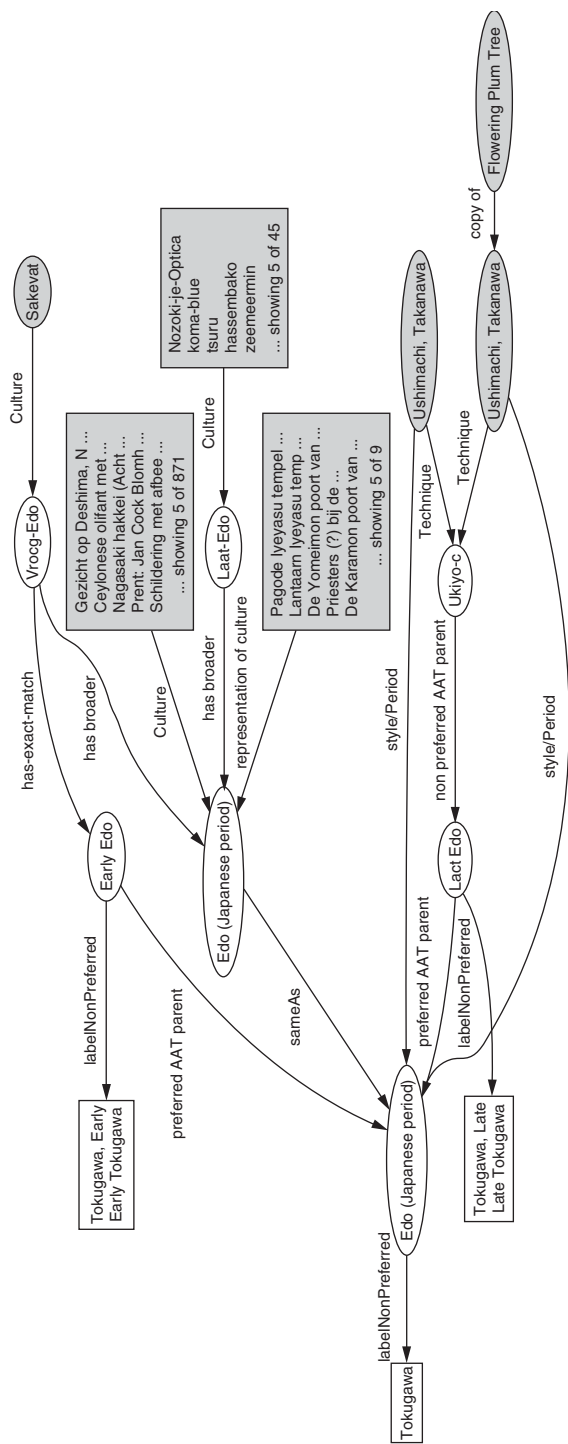 Sakevat
Culture
Vrocg-Edo
has-exact-match
has broader
Early Edo
labelNonPreferred
Tokugawa, Early
Early Tokugawa
preferred AAT parent
Gezicht op Deshima, N ...
Ceylonese olifant met ...
Nagasaki hakkei (Acht ...
Prent: Jan Cock Blomh ...
Schildering met afbee ...
... showing 5 of 871
Culture
Nozoki-je-Optica
koma-blue
tsuru
hassembako
zeemeermin
... showing 5 of 45
Culture
Laat-Edo
has broader
Edo (Japanese period)
representation of culture
Pagode Iyeyasu tempel ...
Lantaarn Iyeyasu temp ...
De Yomeimon poort van ...
Priesters (?) bij de ...
De Karamon poort van ...
... showing 5 of 9
sameAs
Edo (Japanese period)
labelNonPreferred
Tokugawa
style/Period
Ushimachi, Takanawa
Technique
Ukiyo-c
non preferred AAT parent
Lact Edo
preferred AAT parent
labelNonPreferred
Tokugawa, Late
Late Tokugawa
Technique
Ushimachi, Takanawa
copy of
Flowering Plum Tree
style/Period